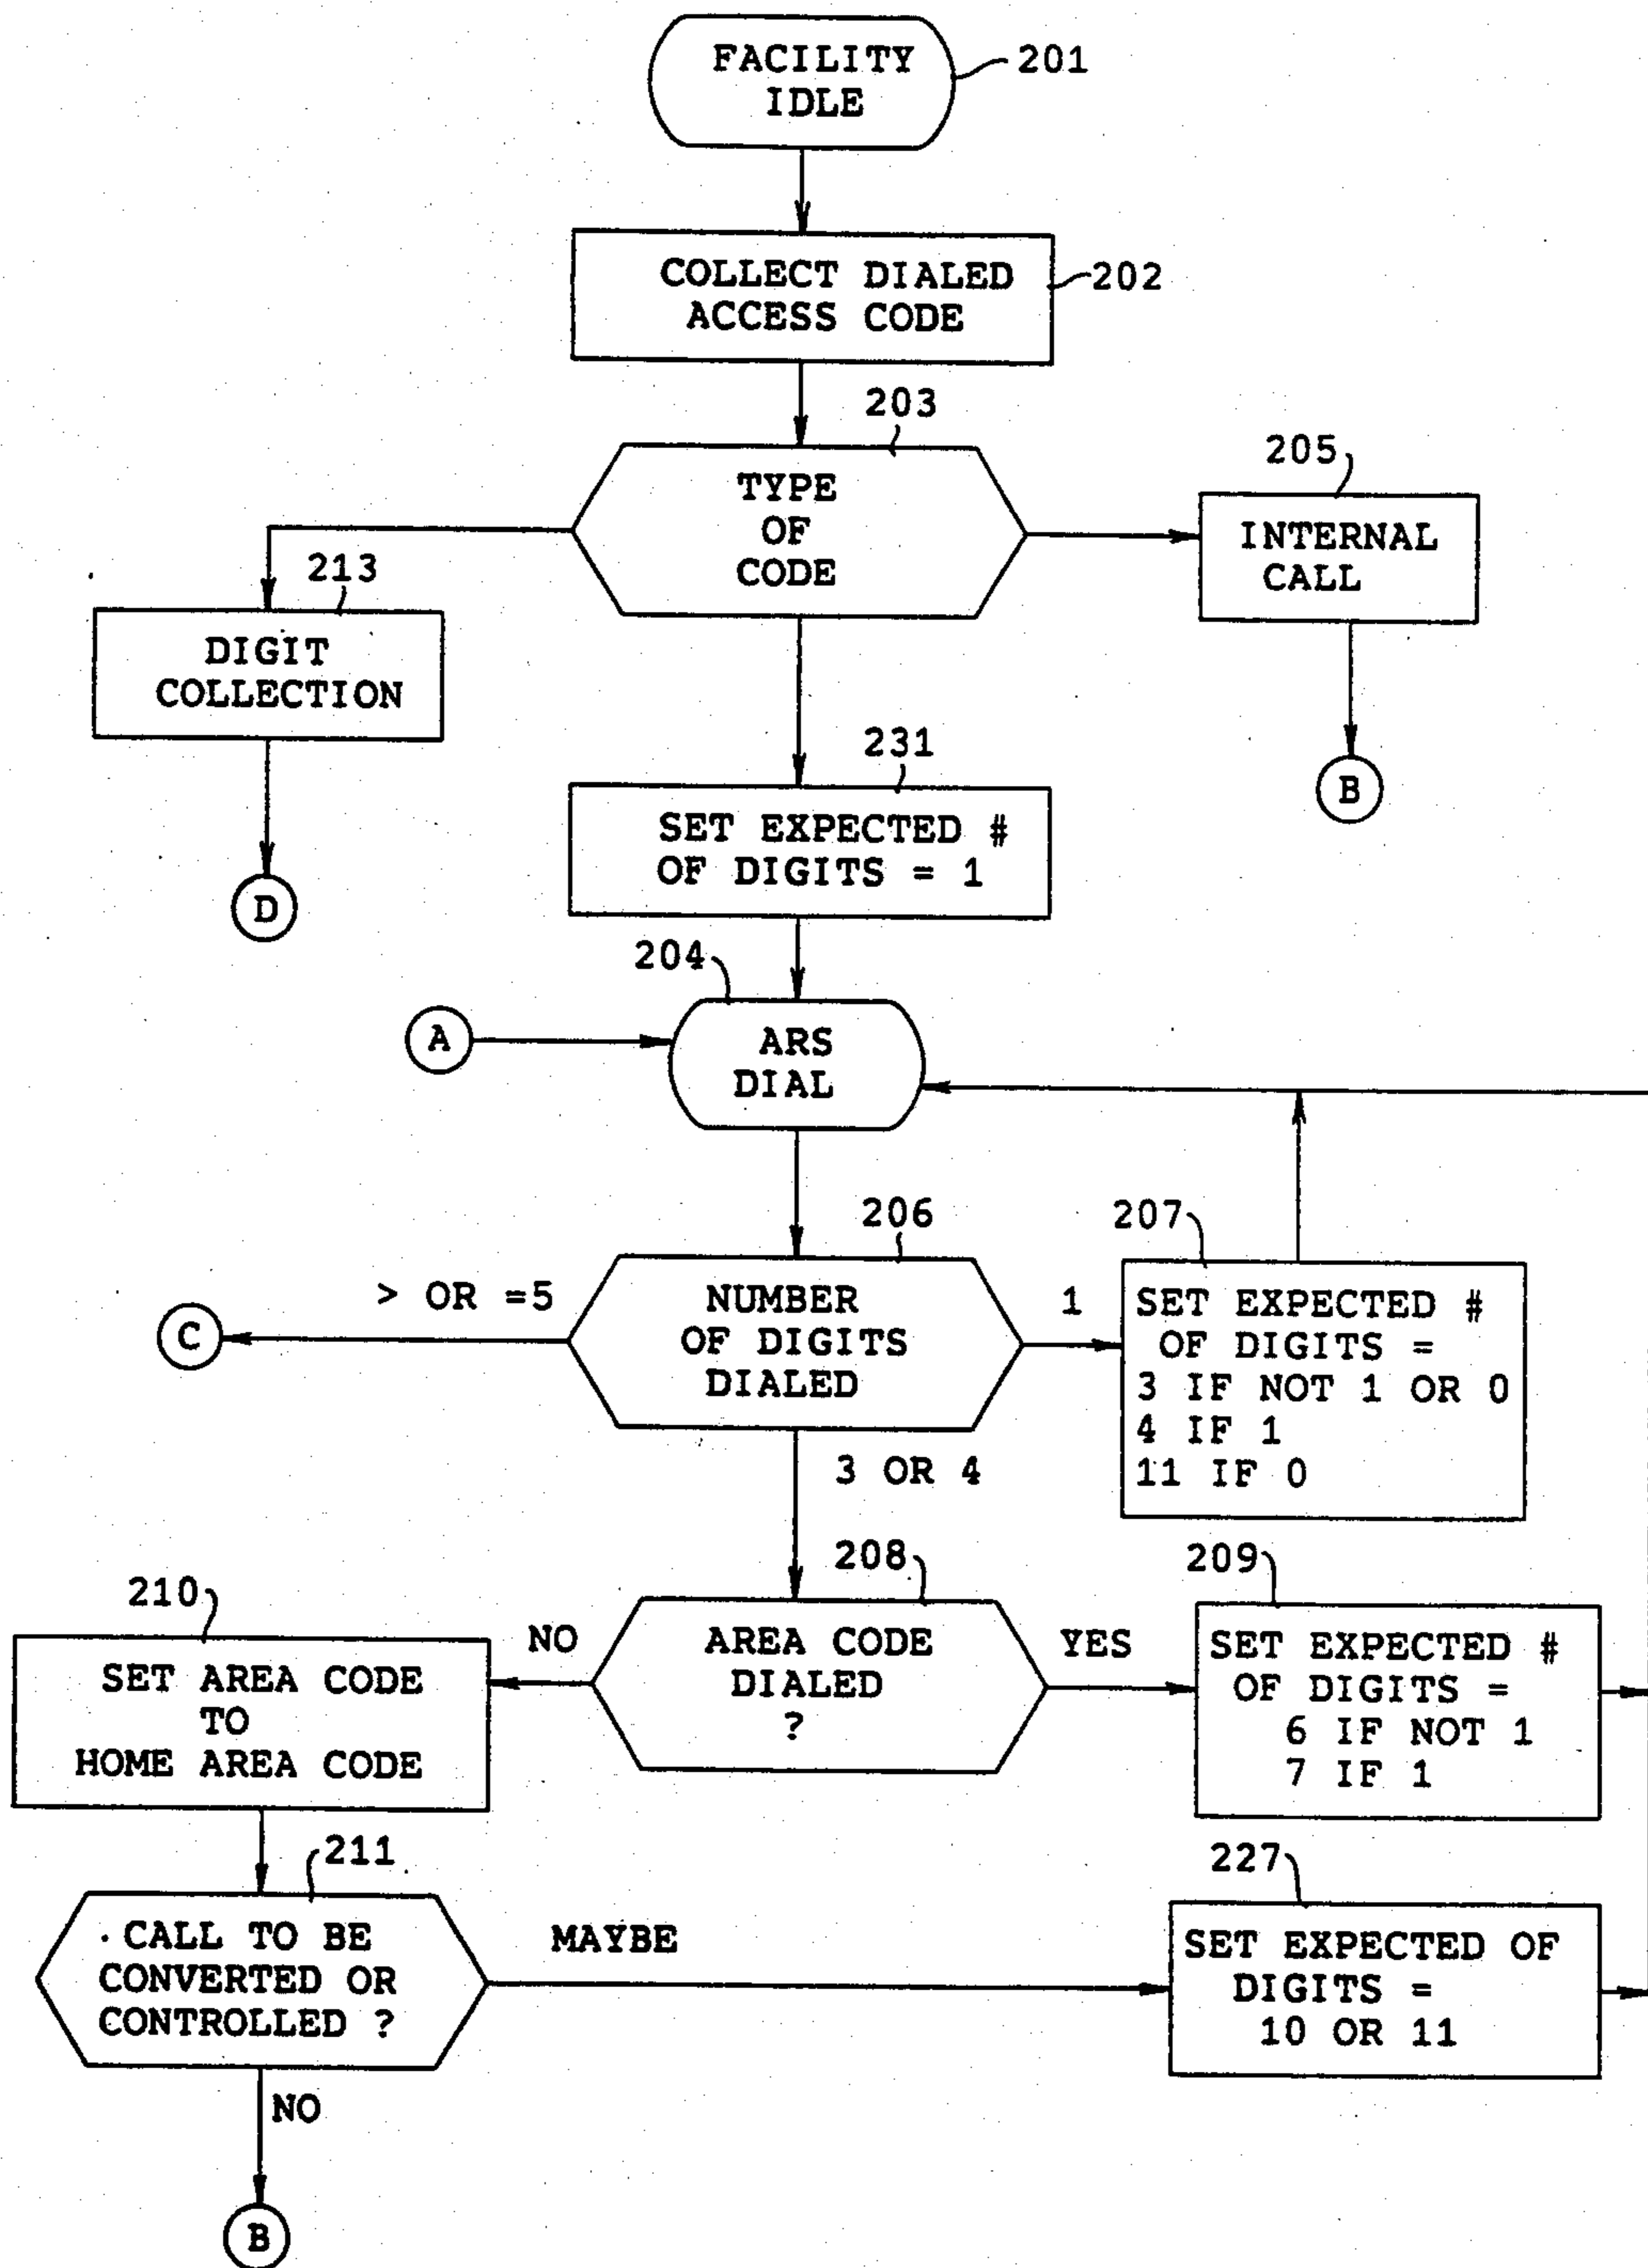 FACILITY
IDLE
201
COLLECT DIALED
ACCESS CODE
202
203
TYPE
OF
CODE
205
INTERNAL
CALL
213
DIGIT
COLLECTION
231
SET EXPECTED #
OF DIGITS = 1
B
D
204
A
ARS
DIAL
206
207
> OR =5
C
NUMBER
OF DIGITS
DIALED
1
SET EXPECTED #
OF DIGITS =
3 IF NOT 1 OR 0
4 IF 1
11 IF 0
3 OR 4
208
209
210
NO
AREA CODE
DIALED
?
YES
SET EXPECTED #
OF DIGITS =
6 IF NOT 1
7 IF 1
SET AREA CODE
TO
HOME AREA CODE
211
227
CALL TO BE
CONVERTED OR
CONTROLLED ?
MAYBE
SET EXPECTED OF
DIGITS =
10 OR 11
NO
B